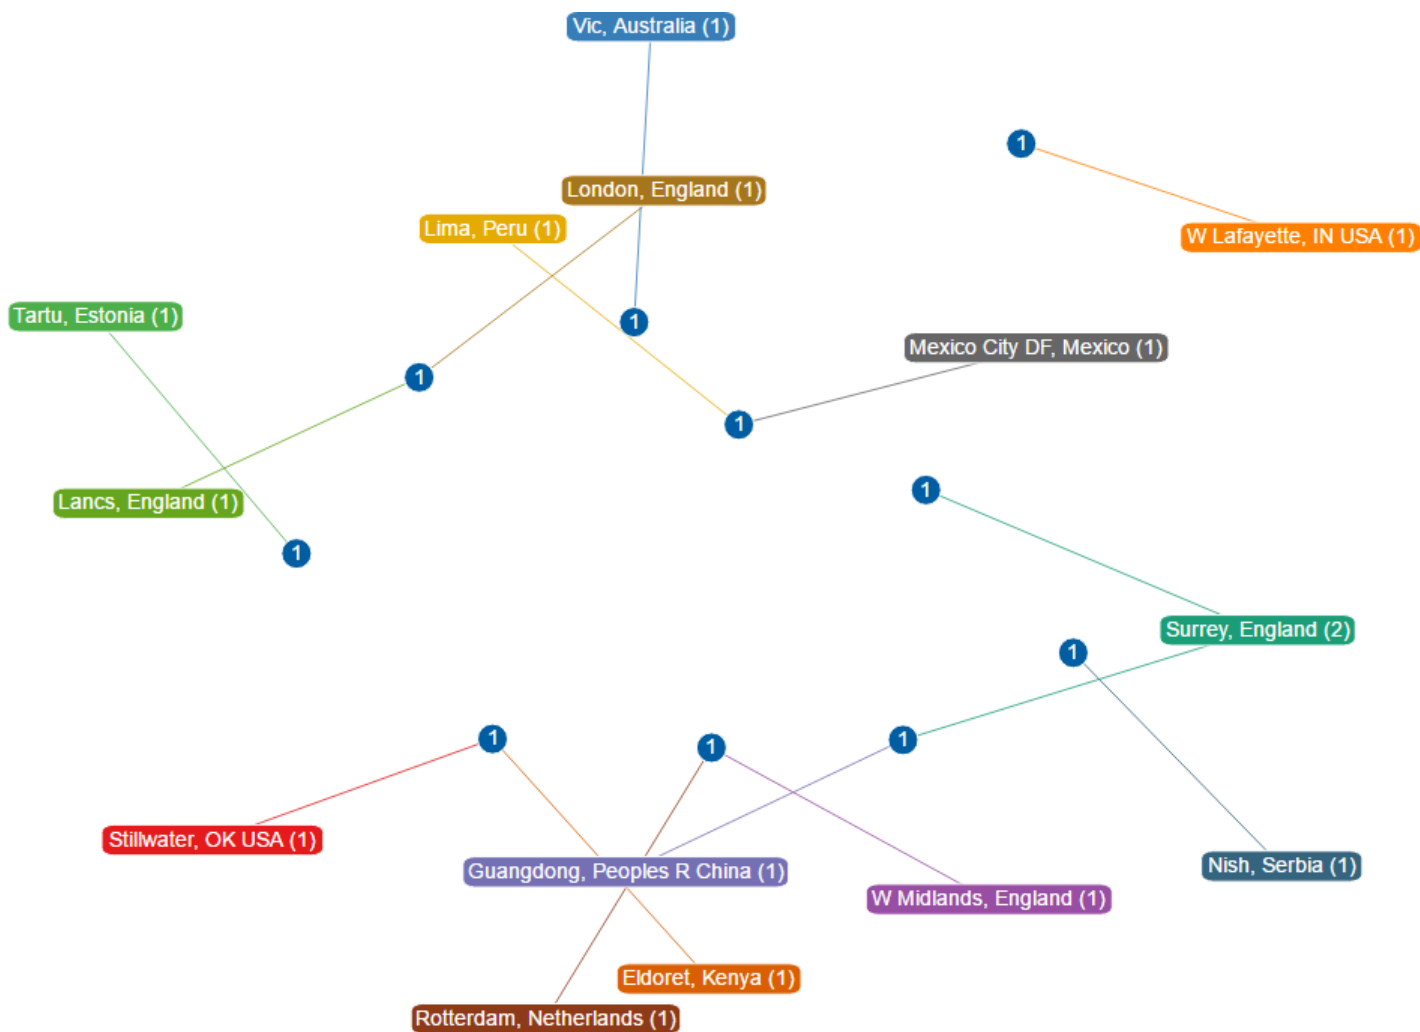 Vic, Australia (1)
1
London, England (1)
Lima, Peru (1)
W Lafayette, IN USA (1)
Tartu, Estonia (1)
1
Mexico City DF, Mexico (1)
1
1
Lancs, England (1)
1
1
Surrey, England (2)
1
1
1
1
Stillwater, OK USA (1)
Guangdong, Peoples R China (1)
Nish, Serbia (1)
W Midlands, England (1)
Eldoret, Kenya (1)
Rotterdam, Netherlands (1)